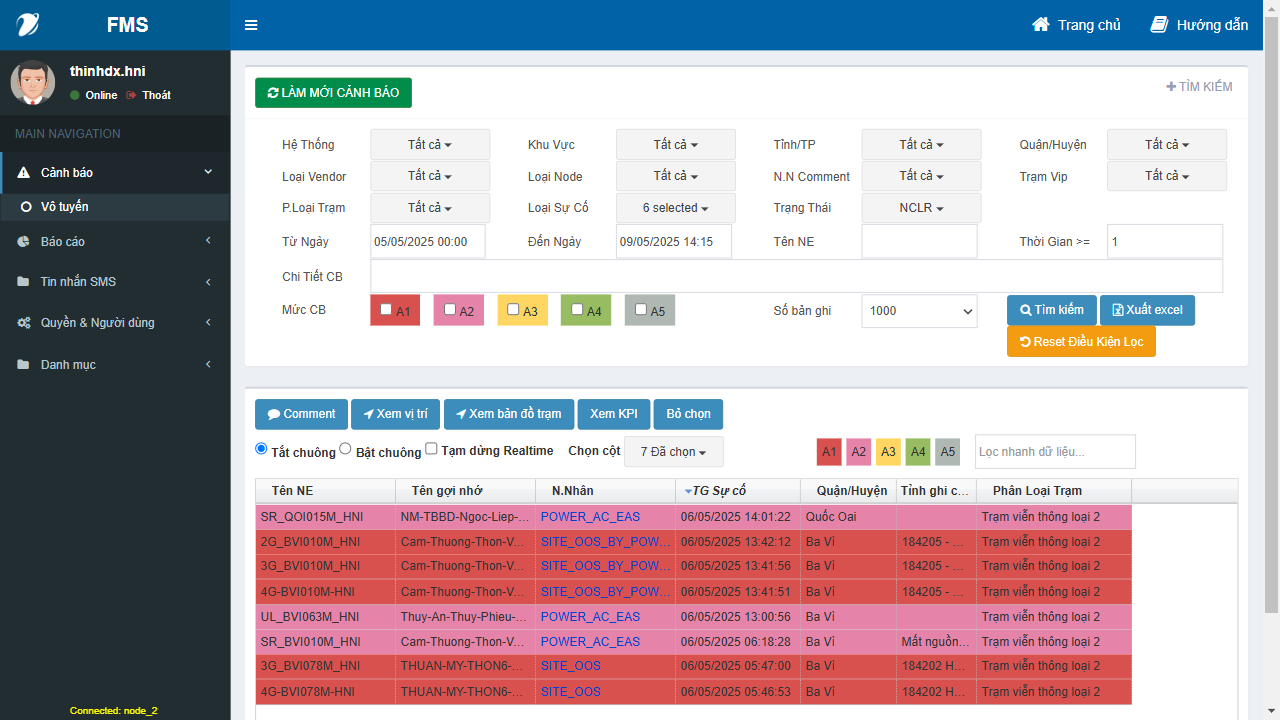 FMS
Trang chủ
Hướng dẫn
thinhdx.hni
Online Thoát
MAIN NAVIGATION
Cảnh báo
Vô tuyến
Báo cáo
Tin nhắn SMS
Quyền & Người dùng
Danh mục
Connected: node_2
LÀM MỚI CẢNH BÁO
TÌM KIẾM
Hệ Thống Tất cả Khu Vực Tất cả Tỉnh/TP Tất cả Quận/Huyện Tất cả
Loại Vendor Tất cả Loại Node Tất cả N.N Comment Tất cả Trạm Vip Tất cả
P.Loại Trạm Tất cả Loại Sự Cố 6 selected Trạng Thái NCLR
Từ Ngày 05/05/2025 00:00 Đến Ngày 09/05/2025 14:15 Tên NE Thời Gian >= 1
Chi Tiết CB
Mức CB A1 A2 A3 A4 A5 Số bản ghi 1000 Tìm kiếm Xuất excel
Reset Điều Kiện Lọc
Comment Xem vị trí Xem bản đồ trạm Xem KPI Bỏ chọn
Tắt chuông Bật chuông Tạm dừng Realtime Chọn cột 7 Đã chọn A1 A2 A3 A4 A5 Lọc nhanh dữ liệu...
Tên NE Tên gợi nhớ N.Nhân TG Sự cố Quận/Huyện Tỉnh ghi c... Phân Loại Trạm
SR_QOI015M_HNI NM-TBBD-Ngoc-Liep-... POWER_AC_EAS 06/05/2025 14:01:22 Quốc Oai Trạm viễn thông loại 2
2G_BVI010M_HNI Cam-Thuong-Thon-V... SITE_OOS_BY_POW... 06/05/2025 13:42:12 Ba Vì 184205 - ... Trạm viễn thông loại 2
3G_BVI010M_HNI Cam-Thuong-Thon-V... SITE_OOS_BY_POW... 06/05/2025 13:41:56 Ba Vì 184205 - ... Trạm viễn thông loại 2
4G-BVI010M-HNI Cam-Thuong-Thon-V... SITE_OOS_BY_POW... 06/05/2025 13:41:51 Ba Vì 184205 - ... Trạm viễn thông loại 2
UL_BVI063M_HNI Thuy-An-Thuy-Phieu-... POWER_AC_EAS 06/05/2025 13:00:56 Ba Vì Trạm viễn thông loại 2
SR_BVI010M_HNI Cam-Thuong-Thon-V... POWER_AC_EAS 06/05/2025 06:18:28 Ba Vì Mất nguồn... Trạm viễn thông loại 2
3G_BVI078M_HNI THUAN-MY-THON6-... SITE_OOS 06/05/2025 05:47:00 Ba Vì 184202 H... Trạm viễn thông loại 2
4G-BVI078M-HNI THUAN-MY-THON6-... SITE_OOS 06/05/2025 05:46:53 Ba Vì 184202 H... Trạm viễn thông loại 2